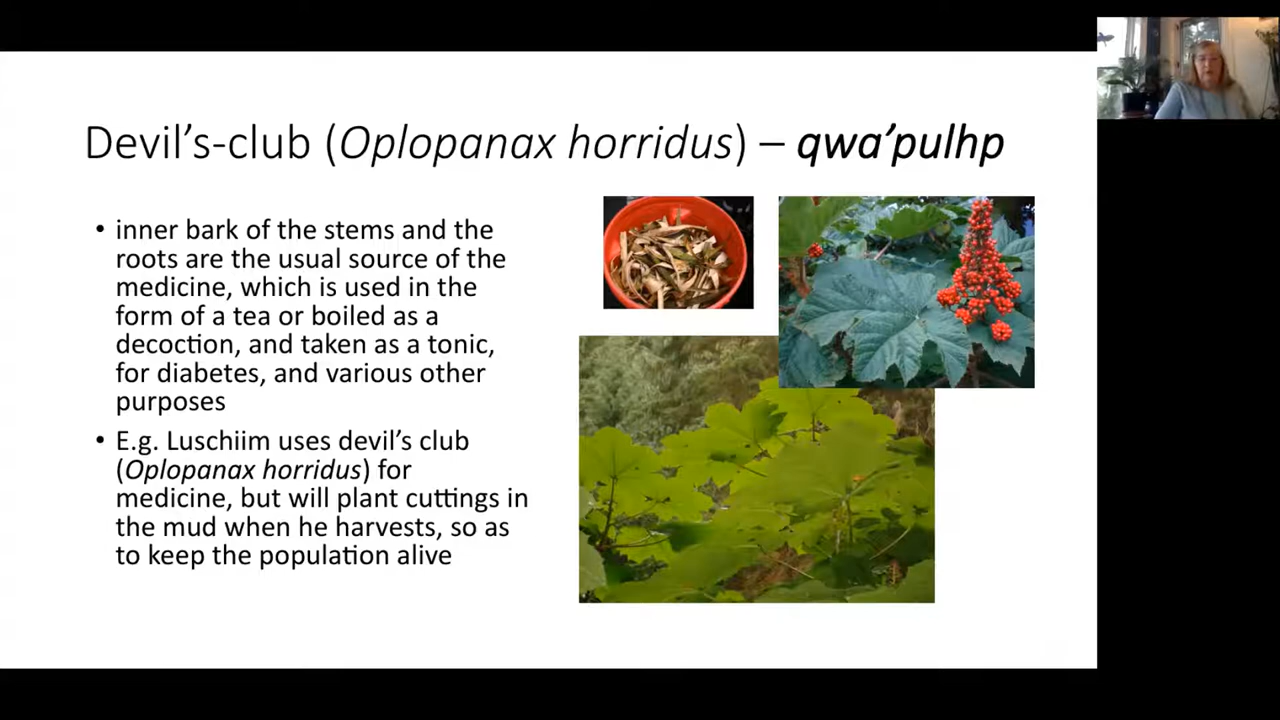 Devil’s-club (Oplopanax horridus) – qwa’pulhp
• inner bark of the stems and the
roots are the usual source of the
medicine, which is used in the
form of a tea or boiled as a
decoction, and taken as a tonic,
for diabetes, and various other
purposes
• E.g. Luschiim uses devil’s club
(Oplopanax horridus) for
medicine, but will plant cuttings in
the mud when he harvests, so as
to keep the population alive